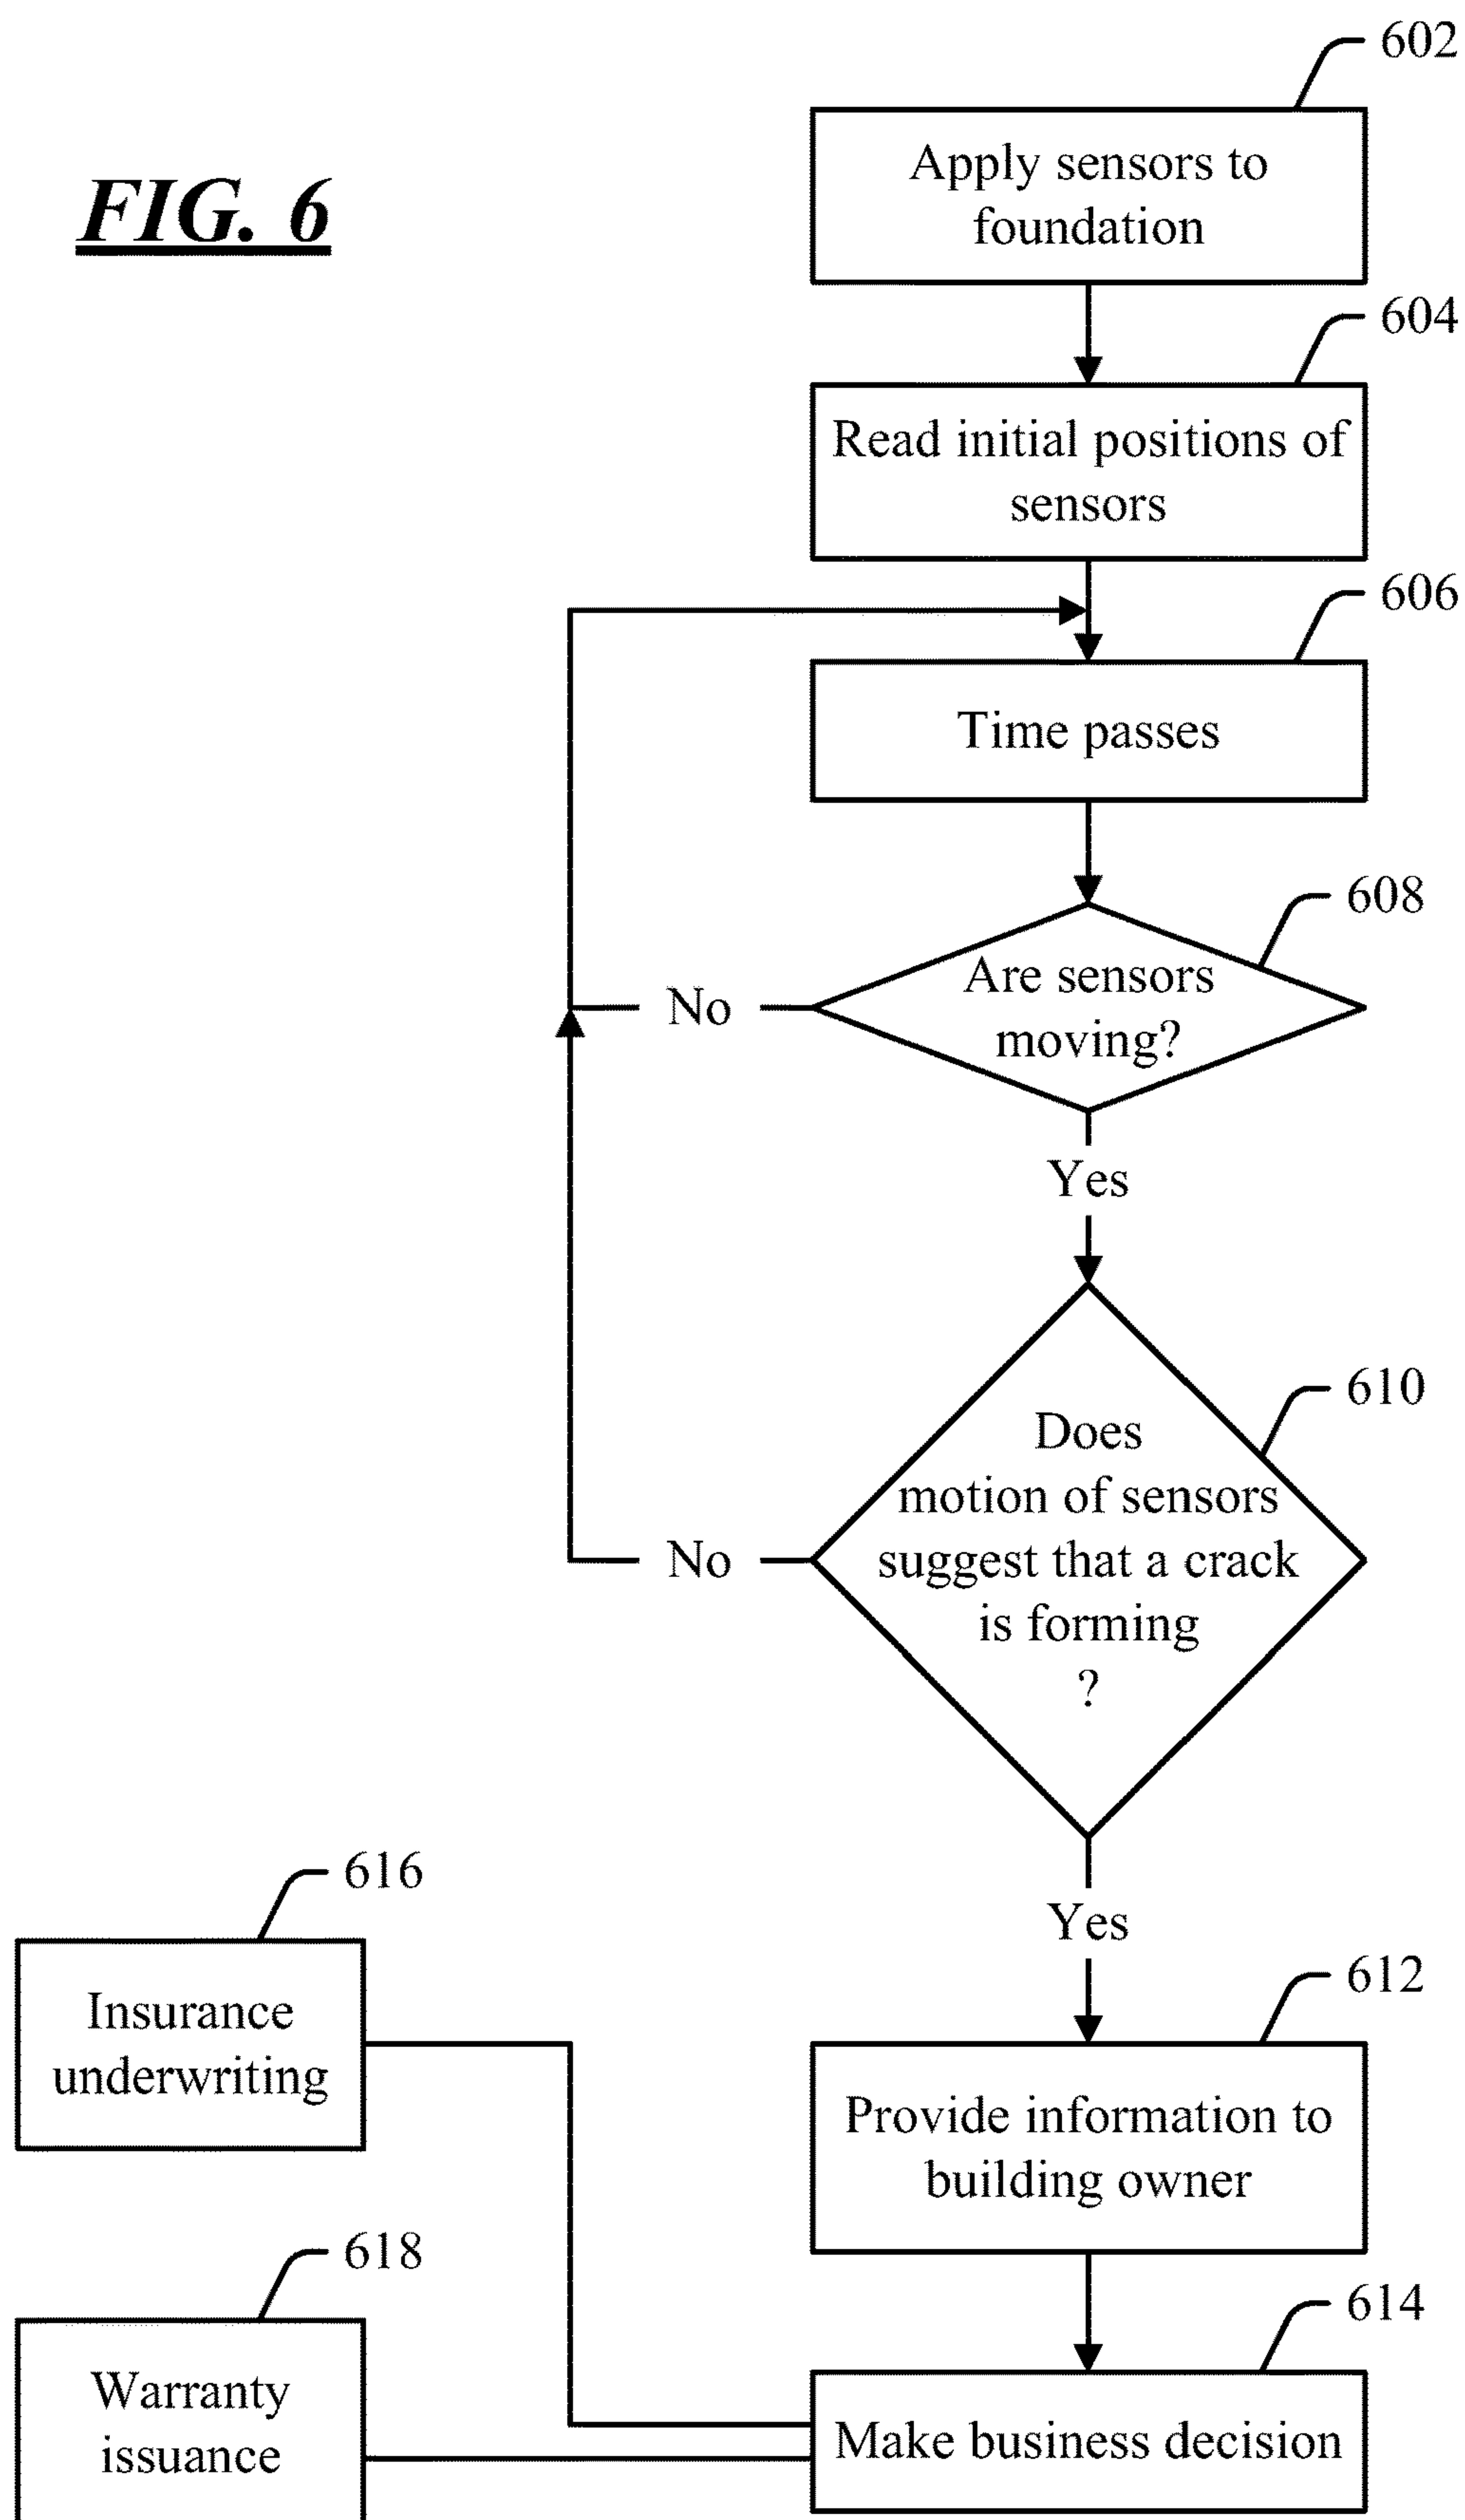 FIG. 6
602
Apply sensors to
foundation
604
Read initial positions of
sensors
606
Time passes
608
Are sensors
moving?
No
Yes
610
Does
motion of sensors
suggest that a crack
is forming
?
No
Yes
616
Insurance
underwriting
612
Provide information to
building owner
618
Warranty
issuance
614
Make business decision